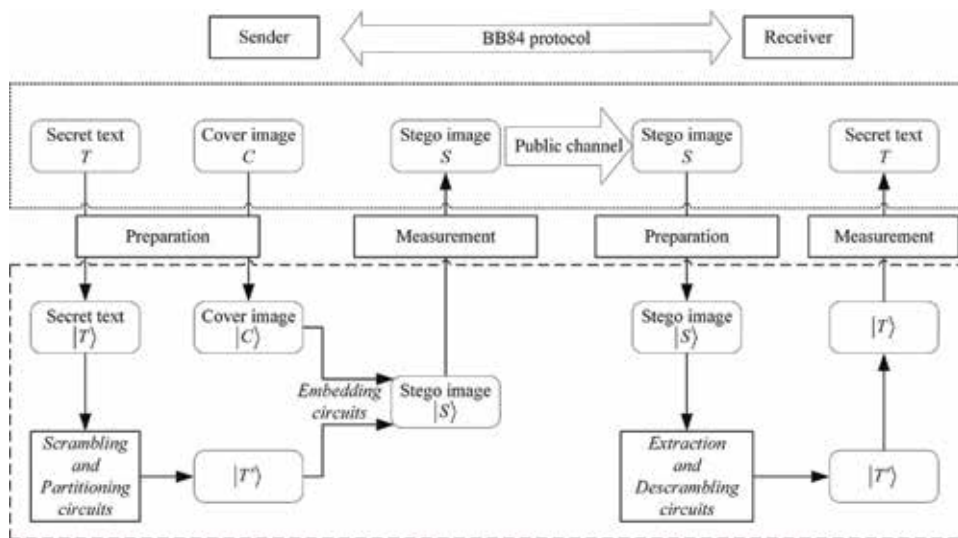 Sender
BB84 protocol
Receiver
Secret text
T
Cover image
C
Stego image
S
Public channel
Stego image
S
Secret text
T
Preparation
Measurement
Preparation
Measurement
Secret text
|T⟩
Cover image
|C⟩
Embedding
circuits
Stego image
|S⟩
Stego image
|S⟩
|T⟩
Scrambling
and
Partitioning
circuits
|T'⟩
Extraction
and
Descrambling
circuits
|T'⟩